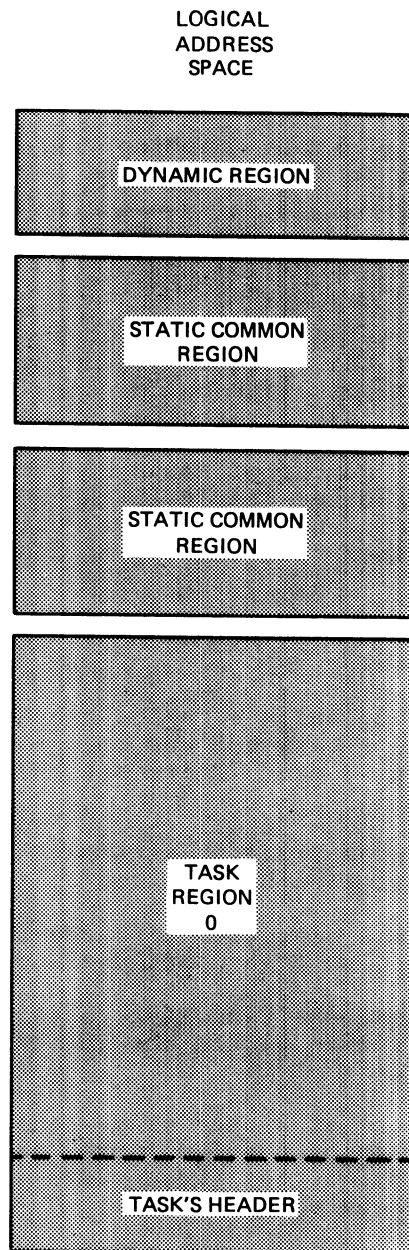 LOGICAL
ADDRESS
SPACE
DYNAMIC REGION
STATIC COMMON
REGION
STATIC COMMON
REGION
TASK
REGION
0
TASK'S HEADER